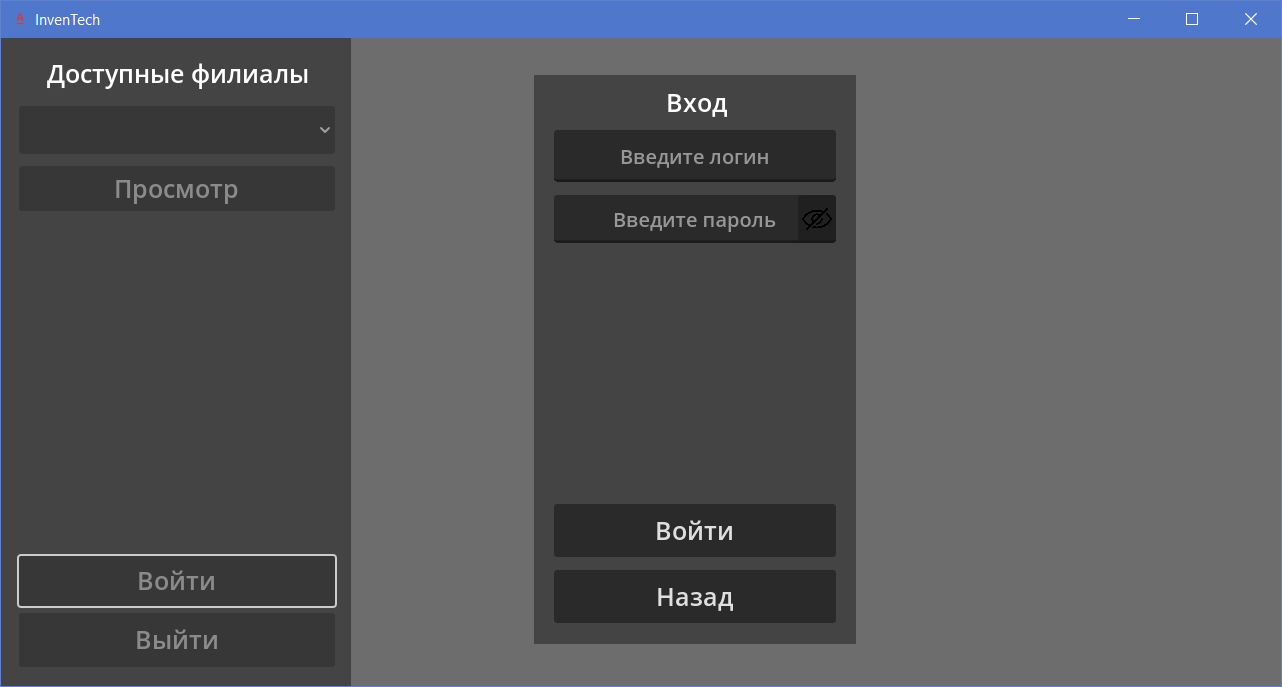 InvenTech
Доступные филиалы
Просмотр
Войти
Выйти
Вход
Введите логин
Введите пароль
Войти
Назад